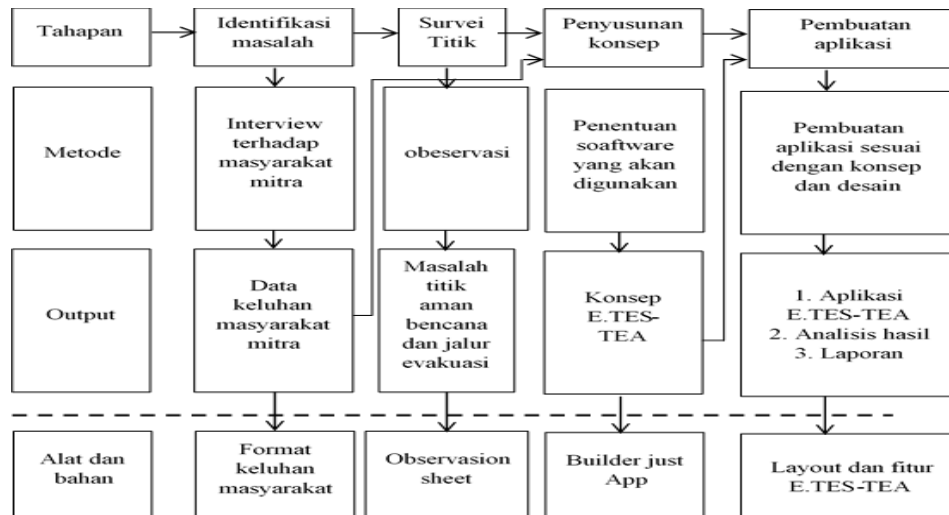 Tahapan
Identifikasi
masalah
Survei
Titik
Penyusunan
konsep
Pembuatan
aplikasi
Metode
Interview
terhadap
masyarakat
mitra
obeservasi
Penentuan
soaftware
yang akan
digunakan
Pembuatan
aplikasi sesuai
dengan konsep
dan desain
Output
Data
keluhan
masyarakat
mitra
Masalah
titik
aman
bencana
dan jalur
evakuasi
Konsep
E.TES-
TEA
1. Aplikasi
E.TES-TEA
2. Analisis hasil
3. Laporan
Alat dan
bahan
Format
keluhan
masyarakat
Observasion
sheet
Builder just
App
Layout dan fitur
E.TES-TEA